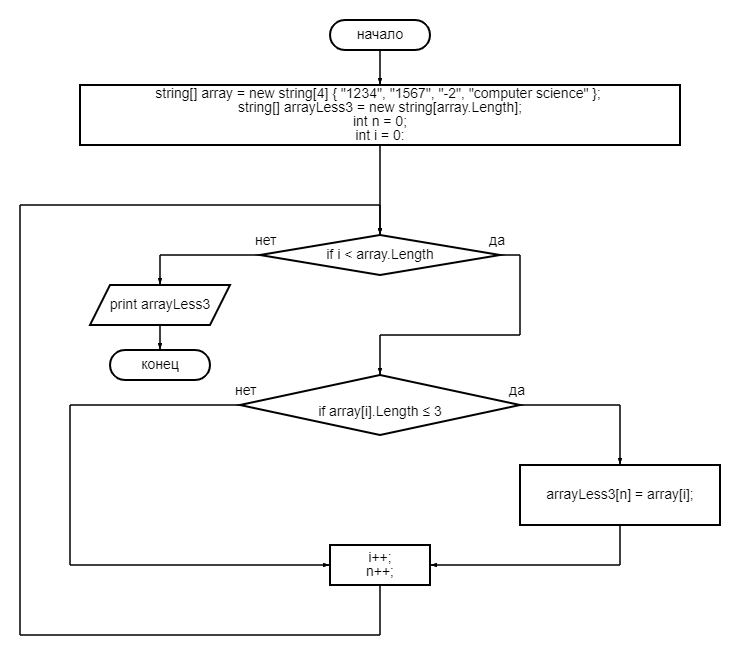 начало
string[] array = new string[4] { "1234", "1567", "-2", "computer science" };
string[] arrayLess3 = new string[array.Length];
int n = 0;
int i = 0:
нет
да
if i < array.Length
print arrayLess3
конец
нет
да
if array[i].Length ≤ 3
arrayLess3[n] = array[i];
i++;
n++;